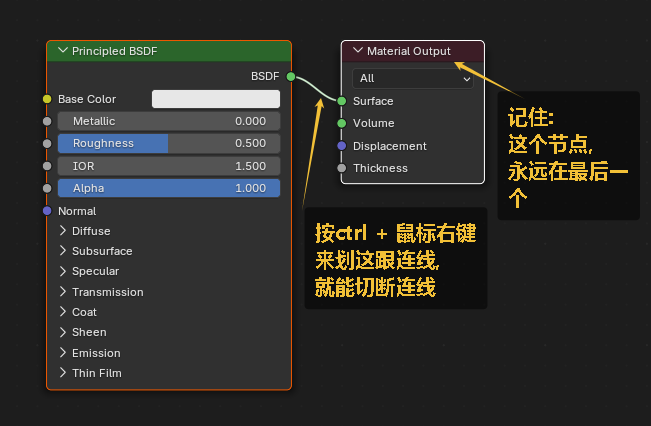 Principled BSDF
BSDF
Base Color
Metallic 0.000
Roughness 0.500
IOR 1.500
Alpha 1.000
Normal
Diffuse
Subsurface
Specular
Transmission
Coat
Sheen
Emission
Thin Film
Material Output
All
Surface
Volume
Displacement
Thickness
按ctrl + 鼠标右键
来划这跟连线,
就能切断连线
记住:
这个节点,
永远在最后一
个